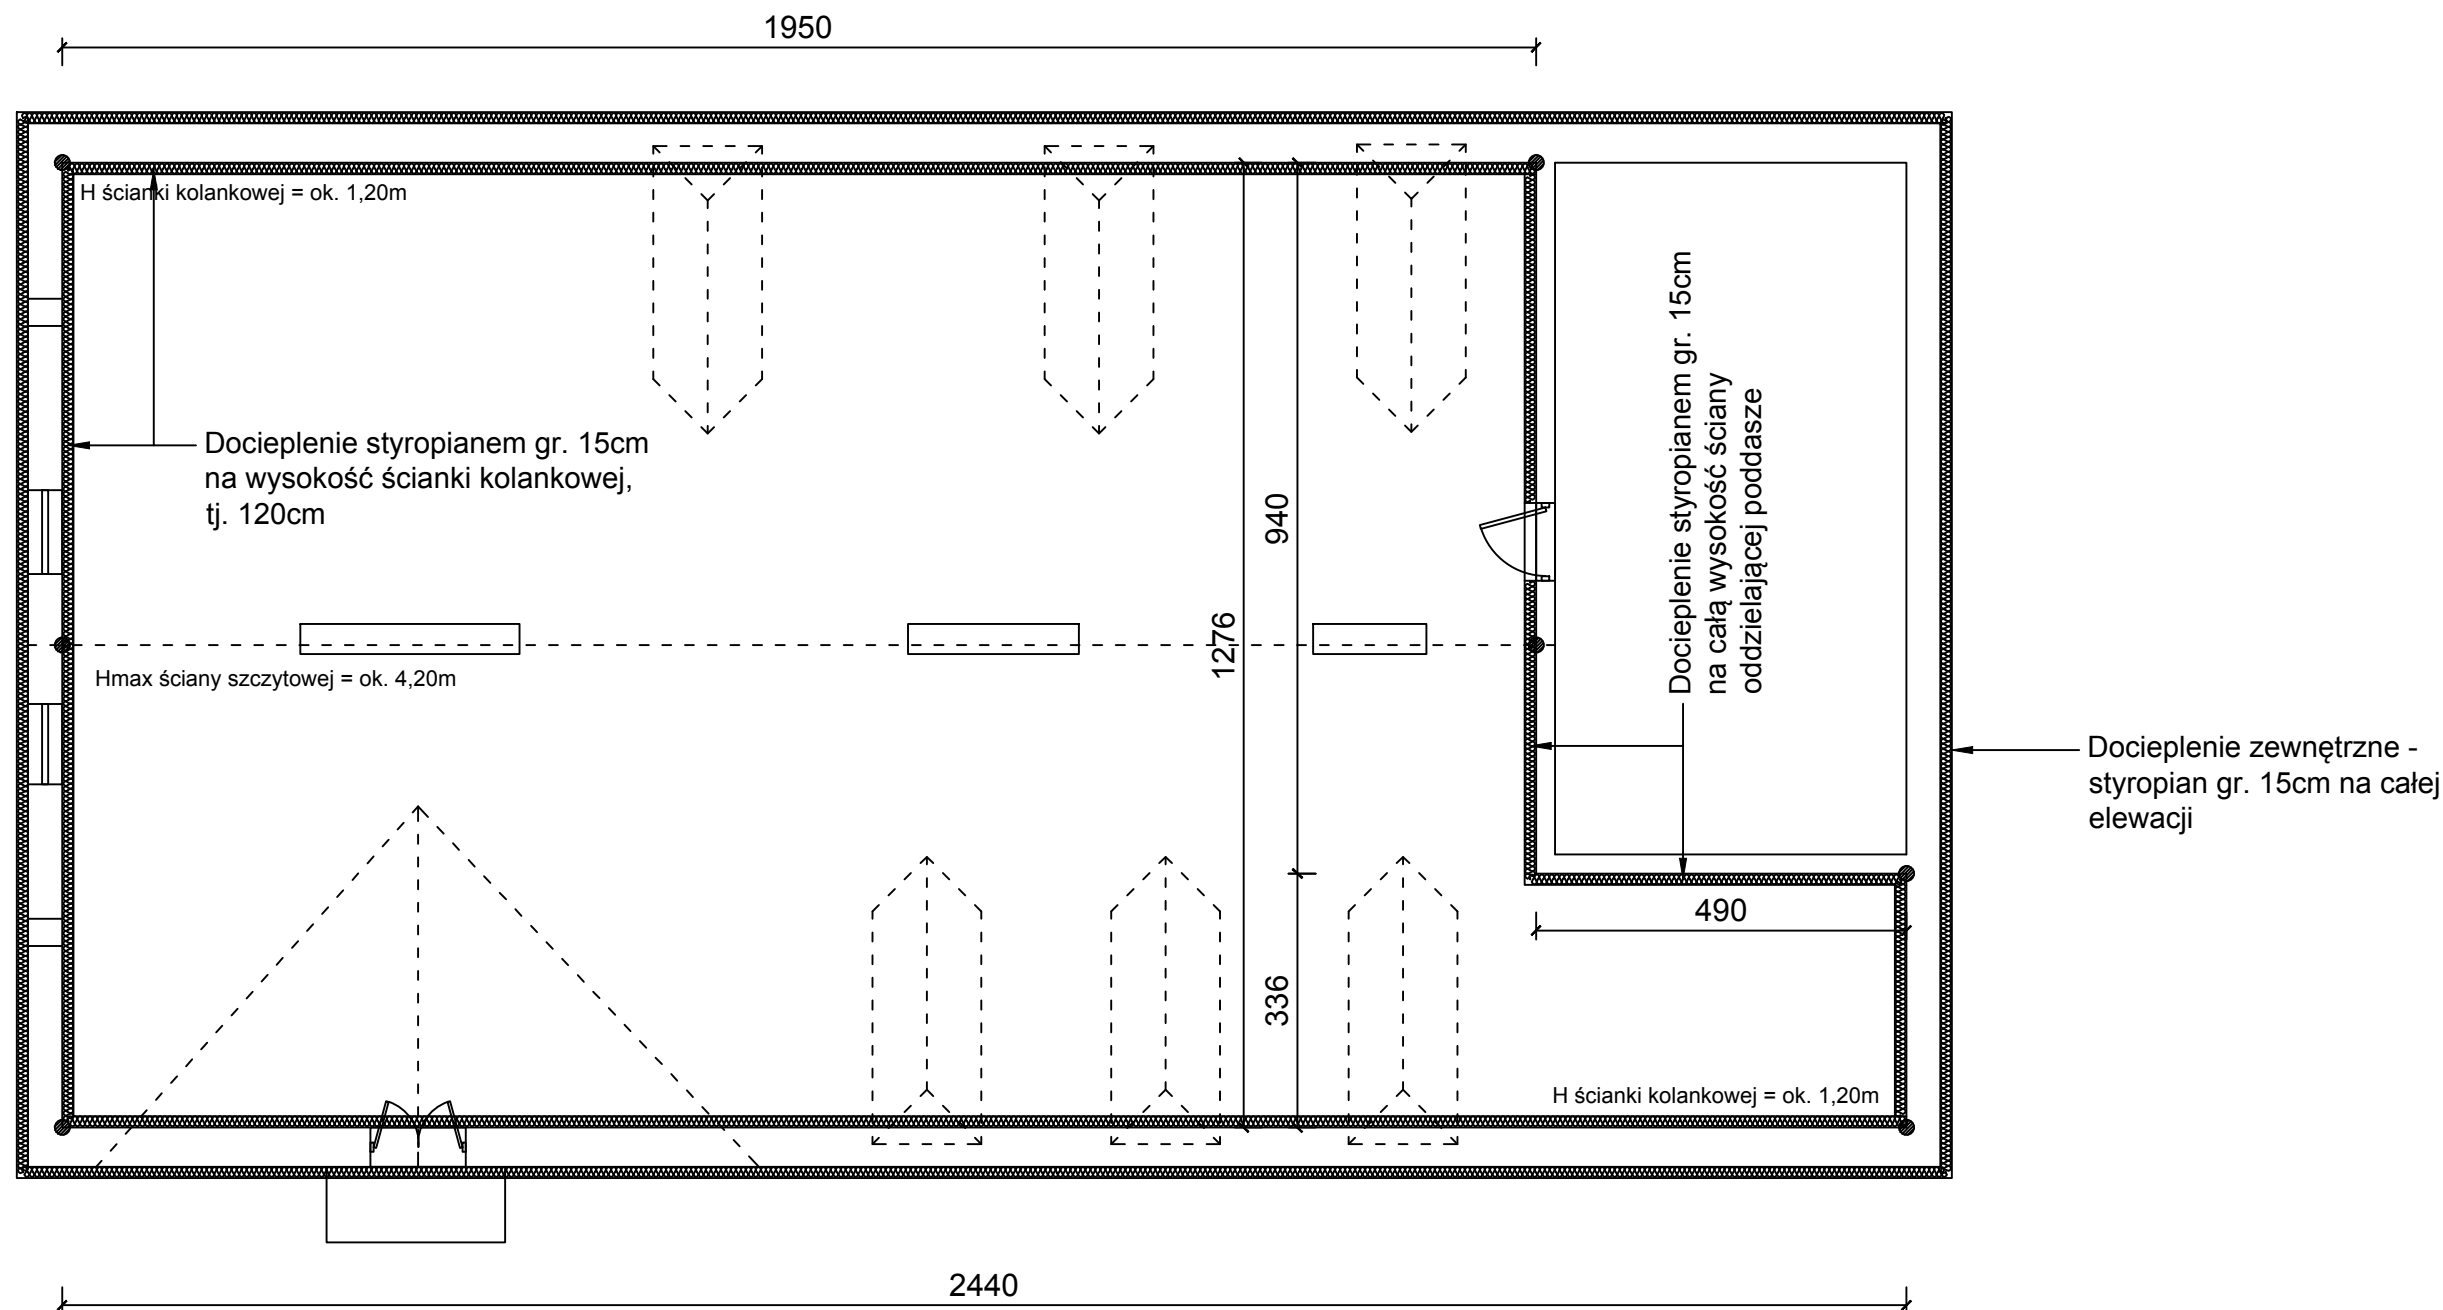 1950
H ścianki kolankowej = ok. 1,20m
Docieplenie styropianem gr. 15cm
na wysokość ścianki kolankowej,
tj. 120cm
Docieplenie styropianem gr. 15cm
na całą wysokość ściany
oddzielającej poddasze
940
1276
Hmax ściany szczytowej = ok. 4,20m
Docieplenie zewnętrzne -
styropian gr. 15cm na całej
elewacji
490
336
H ścianki kolankowej = ok. 1,20m
2440